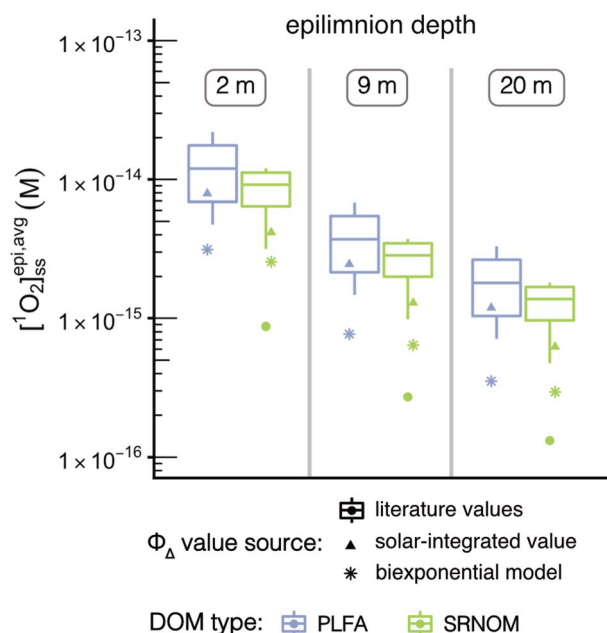 epilimnion depth
1 × 10⁻¹³
2 m
9 m
20 m
1 × 10⁻¹⁴
[¹O₂]ss^epi,avg (M)
1 × 10⁻¹⁵
1 × 10⁻¹⁶
literature values
Φ_Δ value source: solar-integrated value
biexponential model
DOM type: PLFA SRNOM